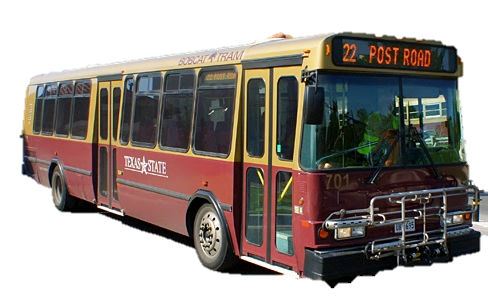 BOBCAT TRAM
22 - POST ROAD
TEXAS★STATE
701